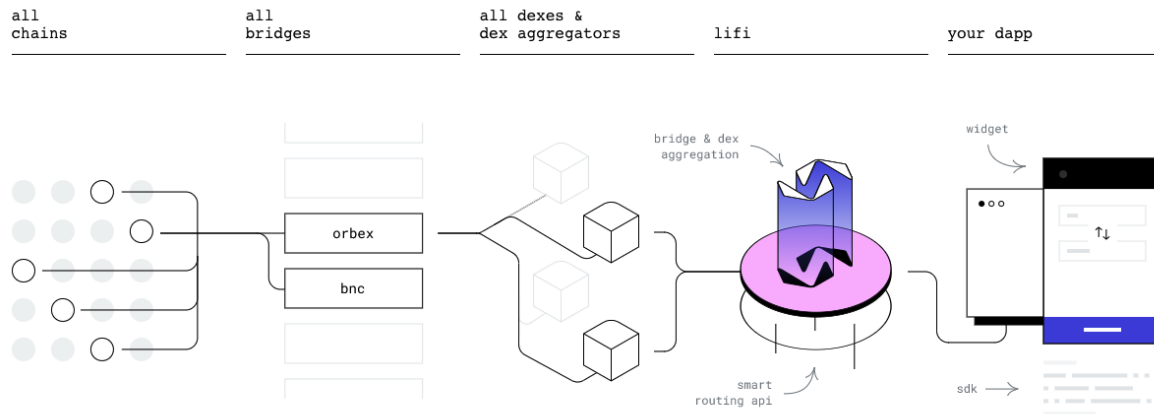 all
chains
all
bridges
all dexes &
dex aggregators
lifi
your dapp
bridge & dex
aggregation
widget
orbex
bnc
smart
routing api
sdk